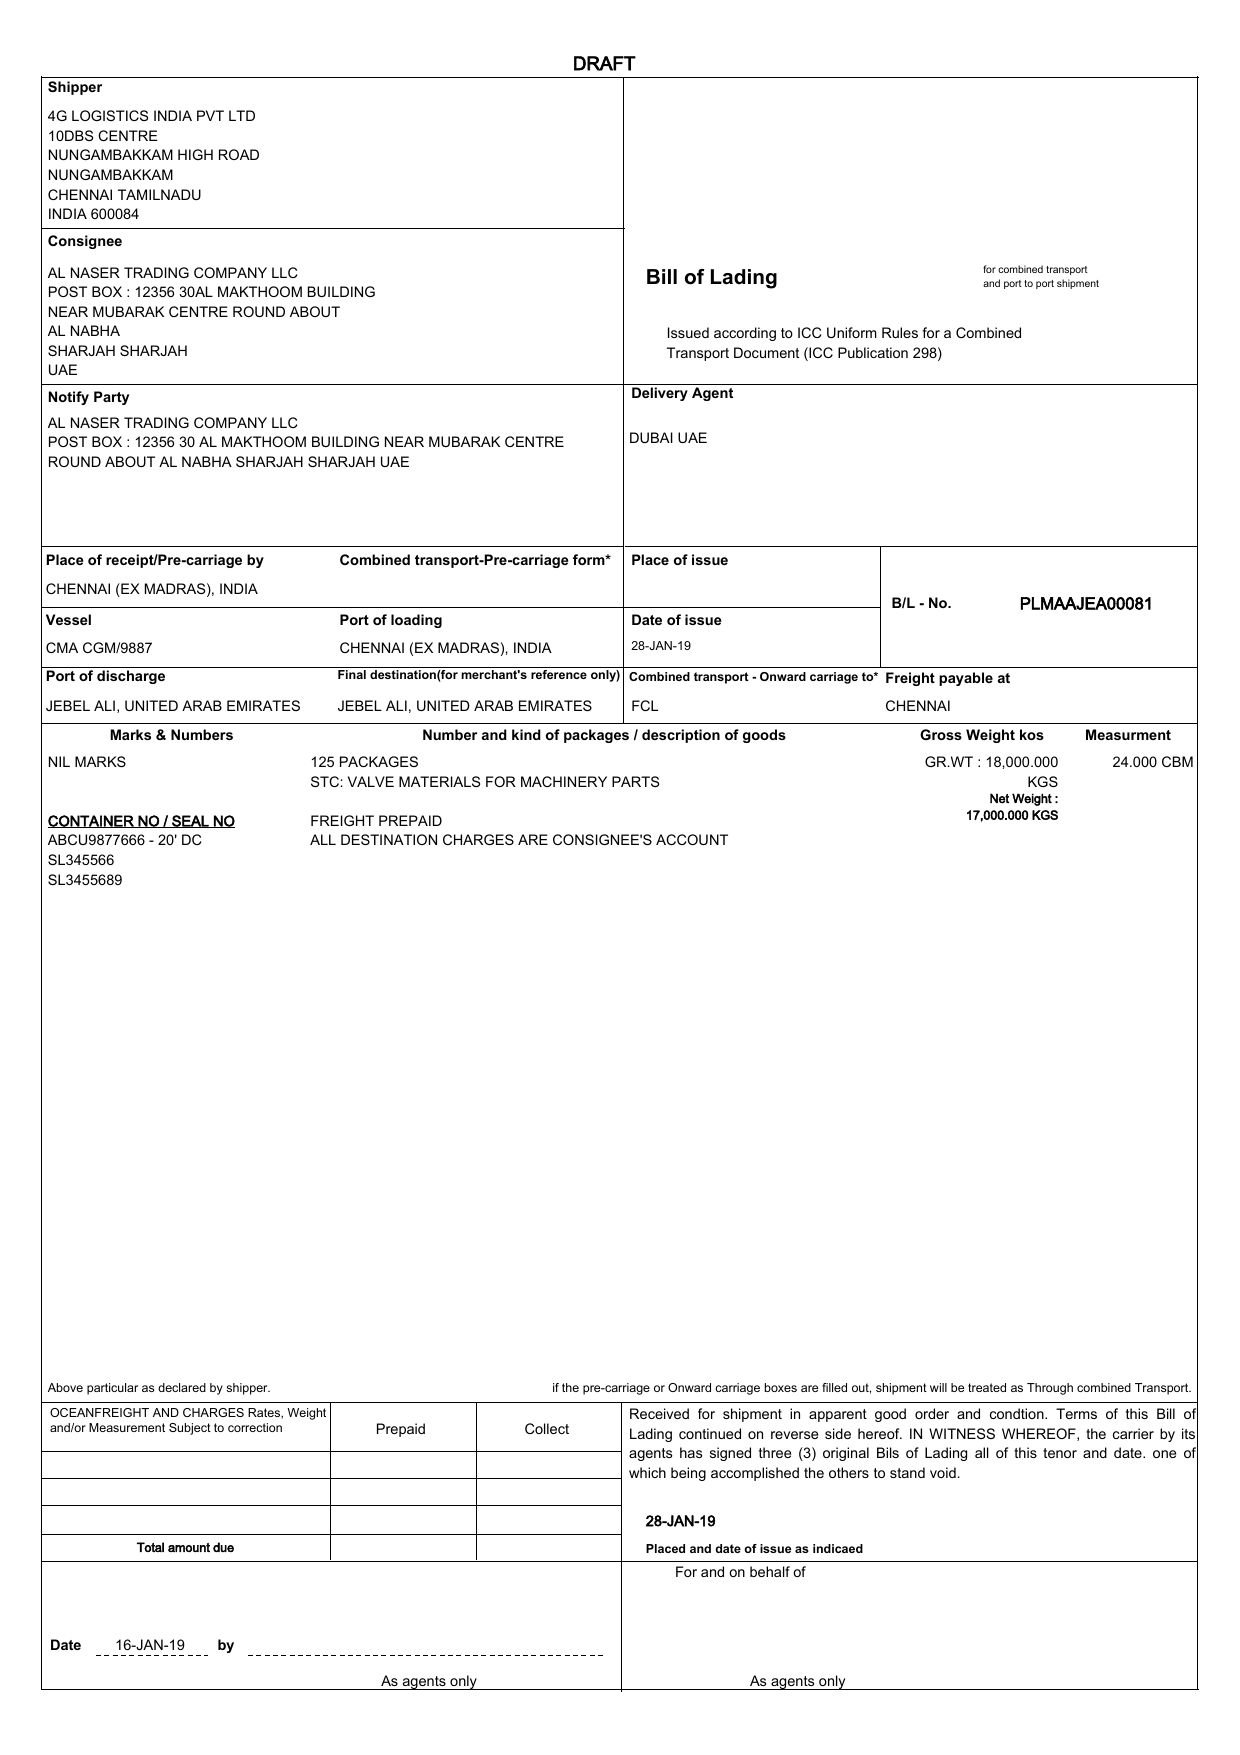 DRAFT
Shipper
4G LOGISTICS INDIA PVT LTD
10DBS CENTRE
NUNGAMBAKKAM HIGH ROAD
NUNGAMBAKKAM
CHENNAI TAMILNADU
INDIA 600084
Consignee
AL NASER TRADING COMPANY LLC
POST BOX : 12356 30AL MAKTHOOM BUILDING
NEAR MUBARAK CENTRE ROUND ABOUT
AL NABHA
SHARJAH SHARJAH
UAE
Bill of Lading
for combined transport
and port to port shipment
Issued according to ICC Uniform Rules for a Combined
Transport Document (ICC Publication 298)
Notify Party
AL NASER TRADING COMPANY LLC
POST BOX : 12356 30 AL MAKTHOOM BUILDING NEAR MUBARAK CENTRE
ROUND ABOUT AL NABHA SHARJAH SHARJAH UAE
Delivery Agent
DUBAI UAE
Place of receipt/Pre-carriage by
CHENNAI (EX MADRAS), INDIA
Combined transport-Pre-carriage form*
Place of issue
B/L - No. PLMAAJEA00081
Vessel
CMA CGM/9887
Port of loading
CHENNAI (EX MADRAS), INDIA
Date of issue
28-JAN-19
Port of discharge
JEBEL ALI, UNITED ARAB EMIRATES
Final destination(for merchant's reference only)
JEBEL ALI, UNITED ARAB EMIRATES
Combined transport - Onward carriage to*
FCL
Freight payable at
CHENNAI
Marks & Numbers Number and kind of packages / description of goods Gross Weight kos Measurment
NIL MARKS 125 PACKAGES GR.WT : 18,000.000 24.000 CBM
STC: VALVE MATERIALS FOR MACHINERY PARTS KGS
Net Weight :
17,000.000 KGS
CONTAINER NO / SEAL NO FREIGHT PREPAID
ABCU9877666 - 20' DC ALL DESTINATION CHARGES ARE CONSIGNEE'S ACCOUNT
SL345566
SL3455689
Above particular as declared by shipper. if the pre-carriage or Onward carriage boxes are filled out, shipment will be treated as Through combined Transport.
OCEANFREIGHT AND CHARGES Rates, Weight
and/or Measurement Subject to correction
Prepaid Collect
Total amount due
Received for shipment in apparent good order and condtion. Terms of this Bill of
Lading continued on reverse side hereof. IN WITNESS WHEREOF, the carrier by its
agents has signed three (3) original Bils of Lading all of this tenor and date. one of
which being accomplished the others to stand void.
28-JAN-19
Placed and date of issue as indicaed
For and on behalf of
Date 16-JAN-19 by
As agents only As agents only